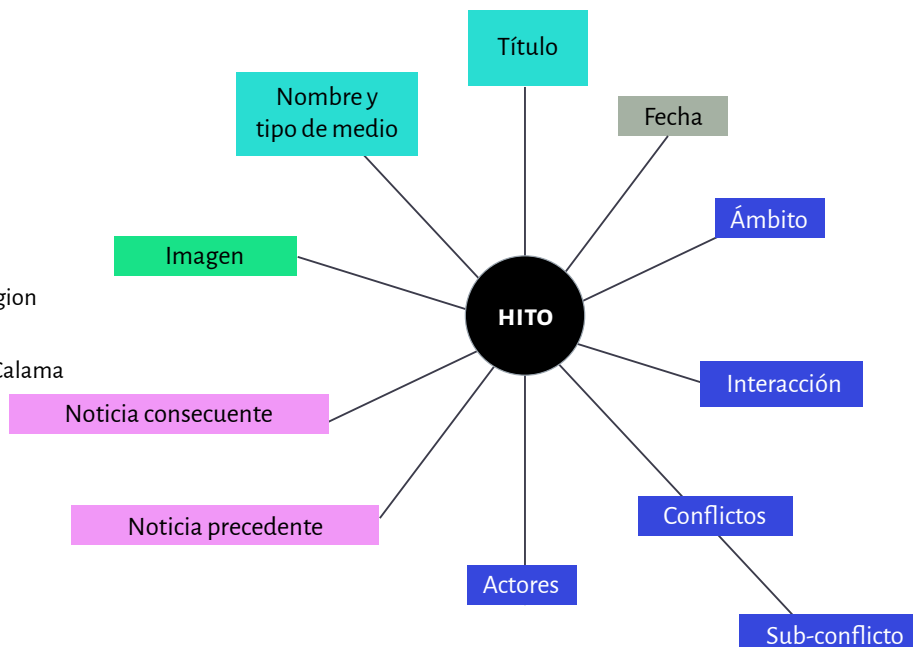 Título
Nombre y
tipo de medio
Fecha
Ámbito
Imagen
gion
HITO
Calama
Interacción
Noticia consecuente
Conflictos
Noticia precedente
Actores
Sub-conflicto